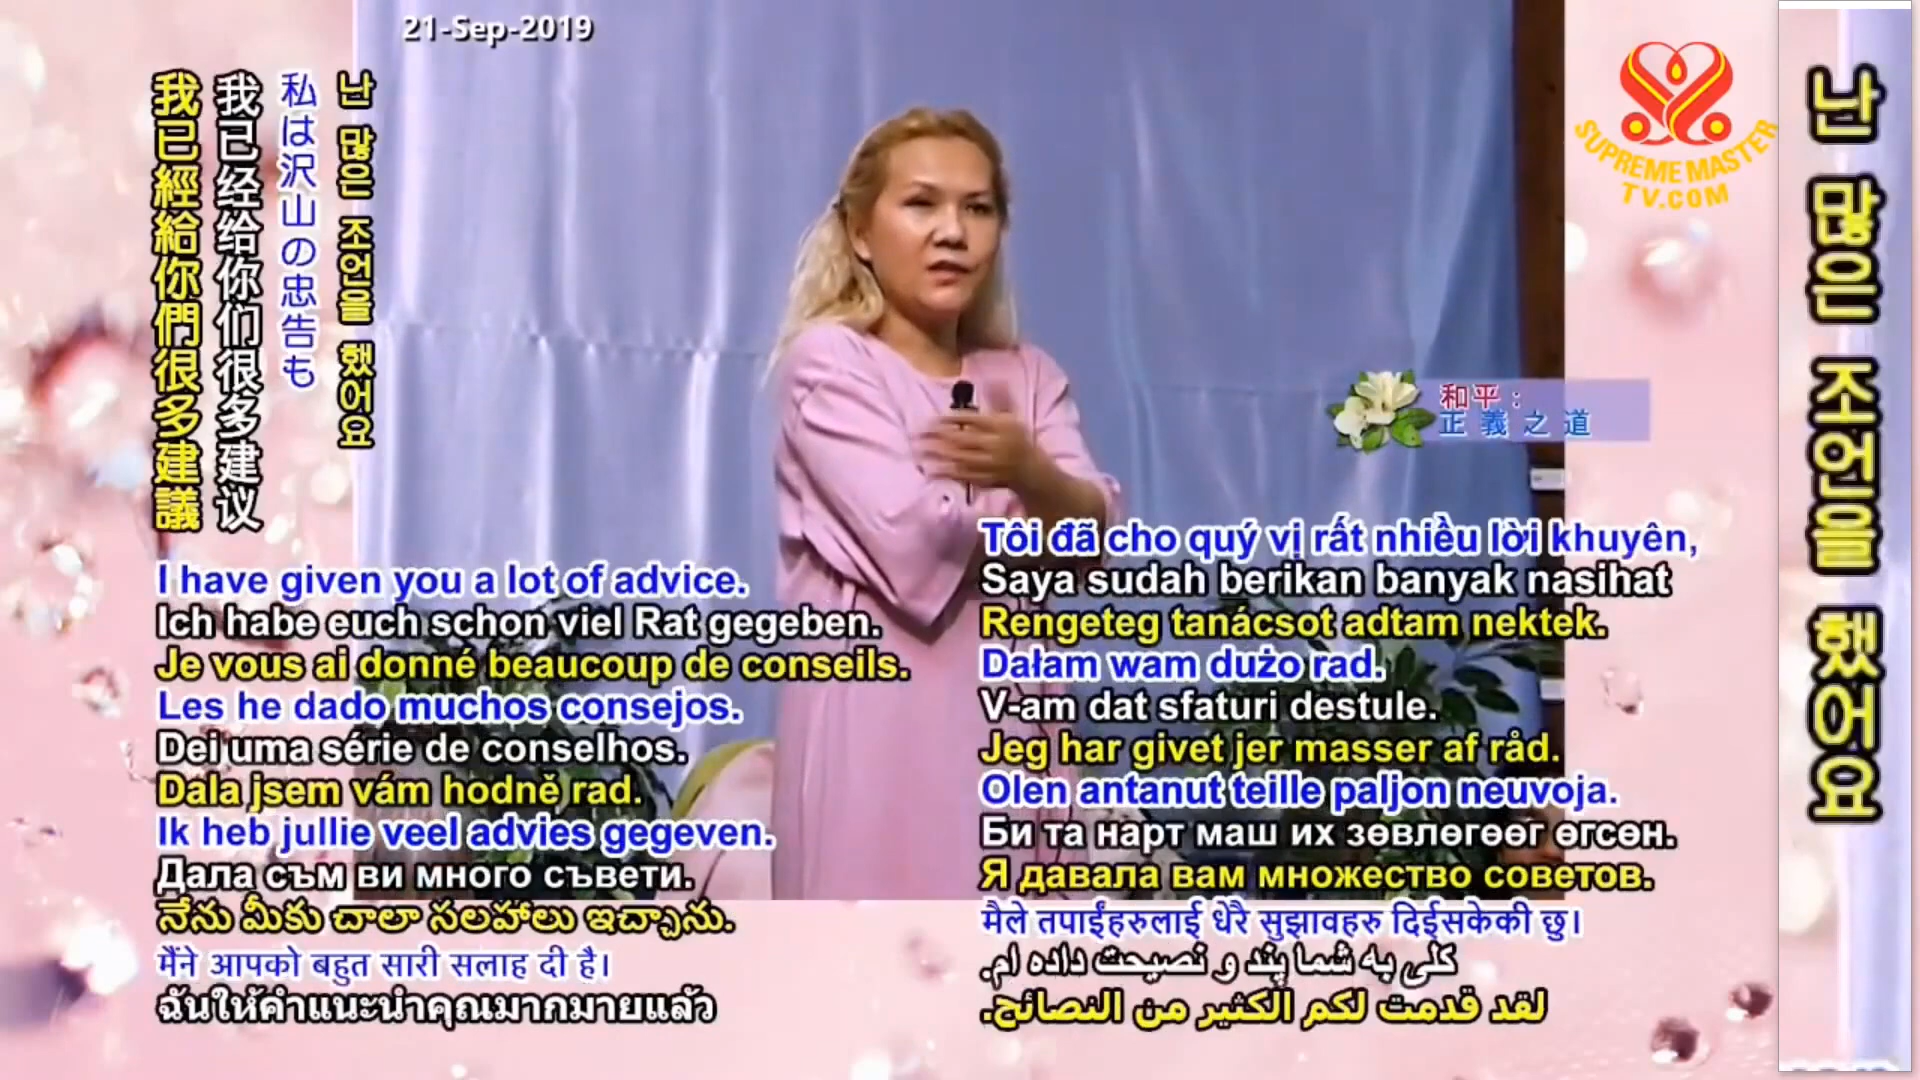 21-Sep-2019
SUPREME MASTER
TV.COM
난 많은 조언을 했어요
私は沢山の忠告も
我已经给你们很多建议
我已經給你們很多建議
난 많은 조언을 했어요
和平：
正義之道
I have given you a lot of advice.
Ich habe euch schon viel Rat gegeben.
Je vous ai donné beaucoup de conseils.
Les he dado muchos consejos.
Dei uma série de conselhos.
Dala jsem vám hodně rad.
Ik heb jullie veel advies gegeven.
Дала съм ви много съвети.
నేను మీకు చాలా సలహాలు ఇచ్చాను.
मैंने आपको बहुत सारी सलाह दी है।
ฉันให้คำแนะนำคุณมากมายแล้ว
Tôi đã cho quý vị rất nhiều lời khuyên,
Saya sudah berikan banyak nasihat
Rengeteg tanácsot adtam nektek.
Dałam wam dużo rad.
V-am dat sfaturi destule.
Jeg har givet jer masser af råd.
Olen antanut teille paljon neuvoja.
Би та нарт маш их зөвлөгөөг өгсөн.
Я давала вам множество советов.
मैले तपाईंहरुलाई धेरै सुझावहरु दिईसकेकी छु।
کلی به شما پند و نصیحت داده ام.
لقد قدمت لكم الكثير من النصائح.